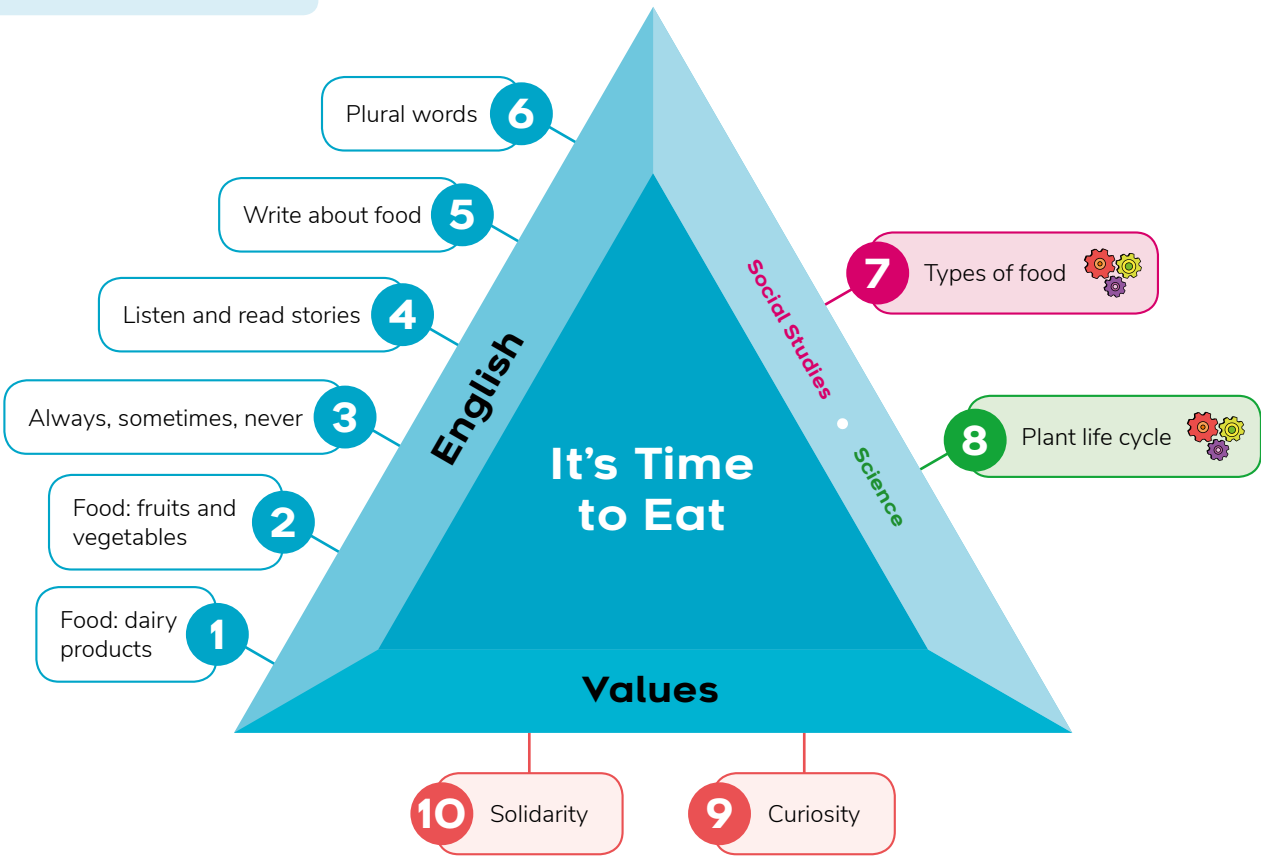 6
Plural words
5
Write about food
4
Listen and read stories
3
Always, sometimes, never
2
Food: fruits and
vegetables
1
Food: dairy
products
English
It's Time
to Eat
Social Studies
Science
7
Types of food
8
Plant life cycle
Values
10
Solidarity
9
Curiosity